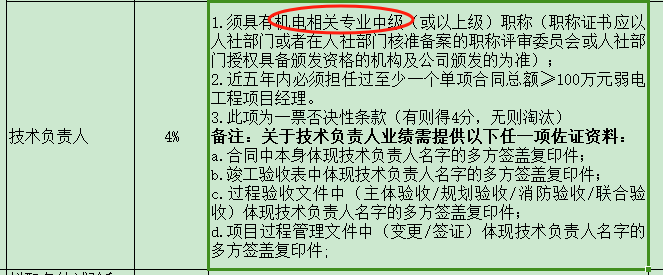 1.须具有机电相关专业中级（或以上级）职称（职称证书应以
人社部门或者在人社部门核准备案的职称评审委员会或人社部
门授权具备颁发资格的机构及公司颁发的为准）；
2.近五年内必须担任过至少一个单项合同总额≥100万元弱电
工程项目经理。
3.此项为一票否决性条款（有则得4分，无则淘汰）
技术负责人 4% 备注：关于技术负责人业绩需提供以下任一项佐证资料：
a.合同中本身体现技术负责人名字的多方签盖复印件；
b.竣工验收表中体现技术负责人名字的多方签盖复印件；
c.过程验收文件中（主体验收/规划验收/消防验收/联合验
收）体现技术负责人名字的多方签盖复印件；
d.项目过程管理文件中（变更/签证）体现技术负责人名字的
多方签盖复印件；